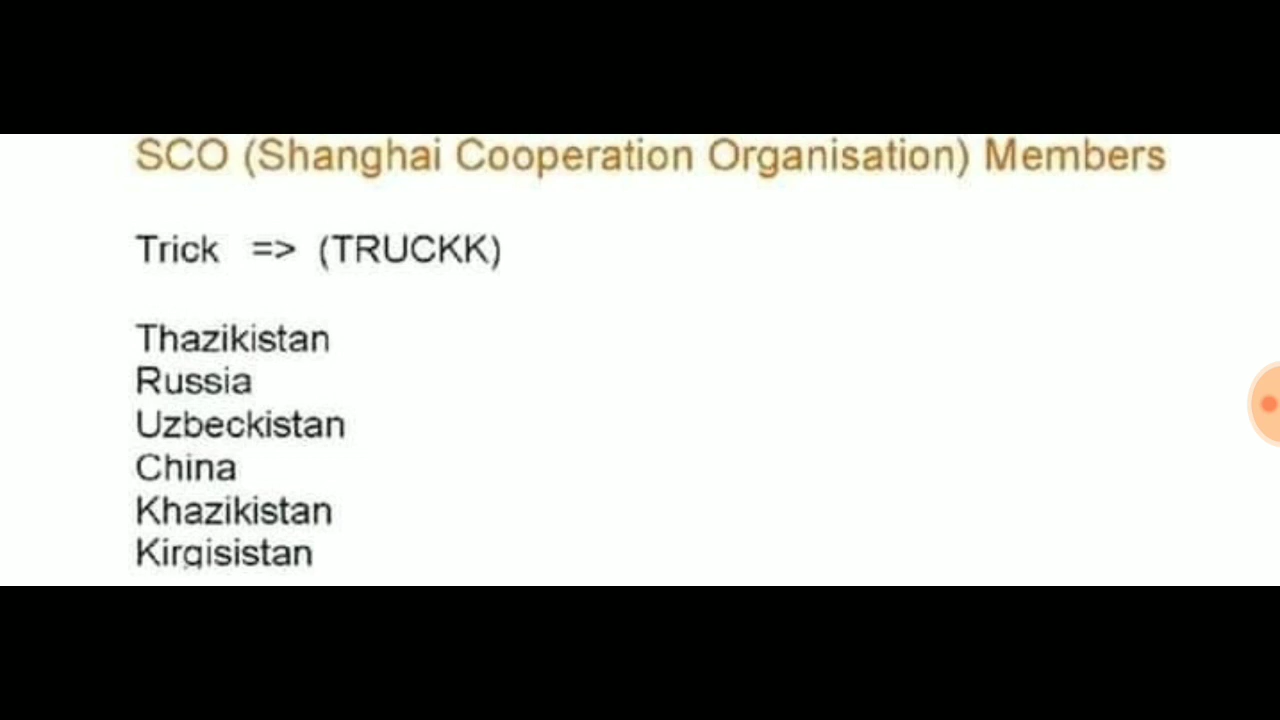 SCO (Shanghai Cooperation Organisation) Members
Trick => (TRUCKK)
Thazikistan
Russia
Uzbeckistan
China
Khazikistan
Kirgisistan